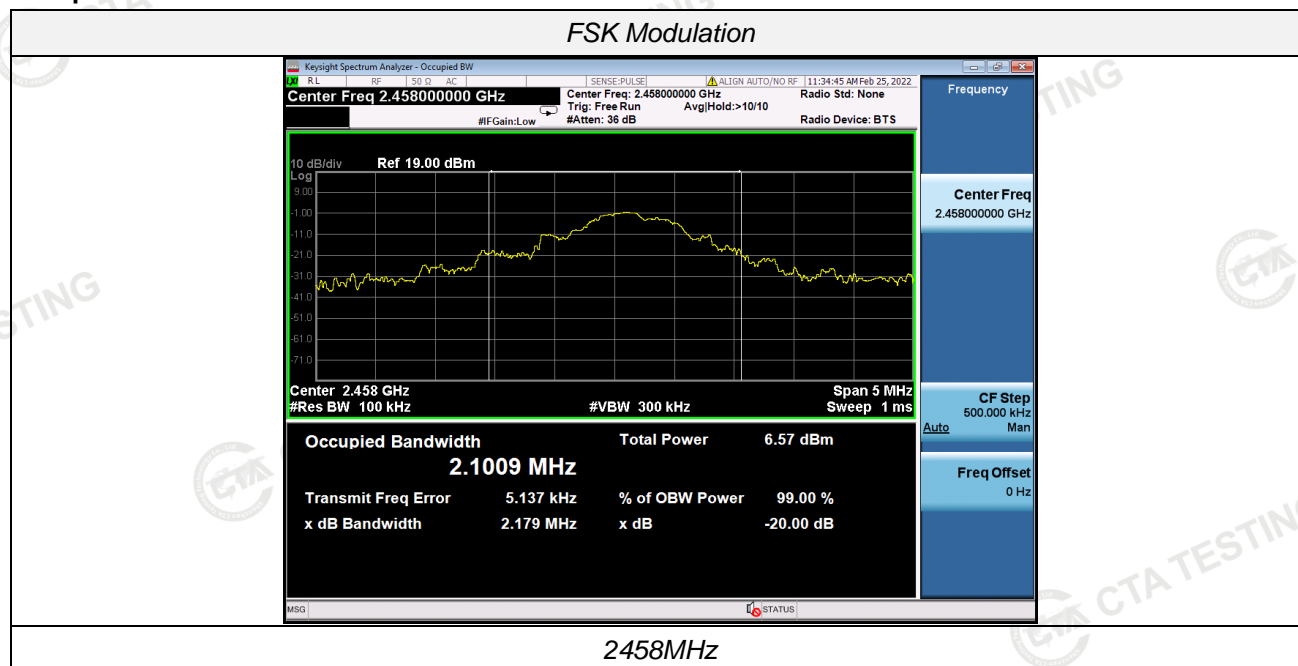 FSK Modulation
Keysight Spectrum Analyzer - Occupied BW
LXI RL RF 50 Ω AC SENSE:PULSE ALIGN AUTO/NO RF 11:34:45 AM Feb 25, 2022
Center Freq 2.458000000 GHz
#IFGain:Low
Center Freq: 2.458000000 GHz
Trig: Free Run Avg|Hold:>10/10
#Atten: 36 dB
Radio Std: None
Radio Device: BTS
Frequency
10 dB/div Ref 19.00 dBm
Log
9.00
-1.00
-11.0
-21.0
-31.0
-41.0
-51.0
-61.0
-71.0
Center 2.458 GHz Span 5 MHz
#Res BW 100 kHz #VBW 300 kHz Sweep 1 ms
Center Freq
2.458000000 GHz
CF Step
500.000 kHz
Auto Man
Freq Offset
0 Hz
Occupied Bandwidth Total Power 6.57 dBm
2.1009 MHz
Transmit Freq Error 5.137 kHz % of OBW Power 99.00 %
x dB Bandwidth 2.179 MHz x dB -20.00 dB
MSG STATUS
2458MHz
CTA TESTING